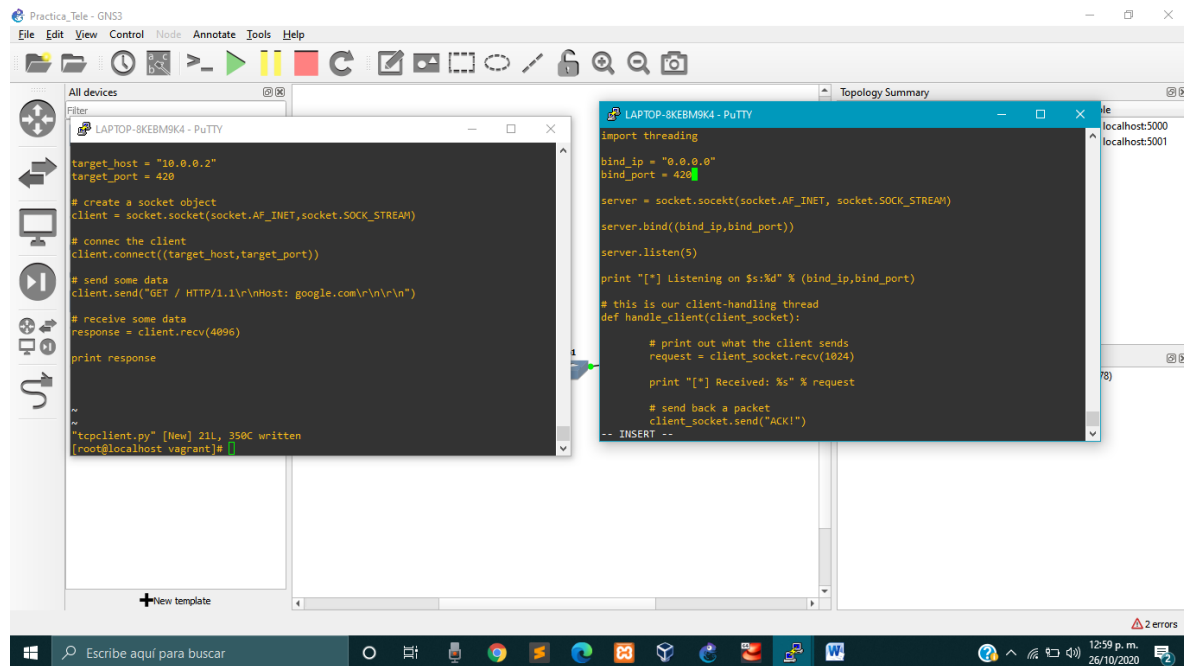 Practica_Tele - GNS3
File Edit View Control Node Annotate Tools Help
All devices
Filter
Topology Summary
localhost:5000
localhost:5001
LAPTOP-8KEBM9K4 - PuTTY
target_host = "10.0.0.2"
target_port = 420
# create a socket object
client = socket.socket(socket.AF_INET,socket.SOCK_STREAM)
# connec the client
client.connect((target_host,target_port))
# send some data
client.send("GET / HTTP/1.1\r\nHost: google.com\r\n\r\n")
# receive some data
response = client.recv(4096)
print response
~
~
"tcpclient.py" [New] 21L, 350C written
[root@localhost vagrant]#
LAPTOP-8KEBM9K4 - PuTTY
import threading
bind_ip = "0.0.0.0"
bind_port = 420
server = socket.socekt(socket.AF_INET, socket.SOCK_STREAM)
server.bind((bind_ip,bind_port))
server.listen(5)
print "[*] Listening on $s:%d" % (bind_ip,bind_port)
# this is our client-handling thread
def handle_client(client_socket):
# print out what the client sends
request = client_socket.recv(1024)
print "[*] Received: %s" % request
# send back a packet
client_socket.send("ACK!")
-- INSERT --
1
78)
New template
2 errors
Escribe aquí para buscar
12:59 p. m.
26/10/2020
2